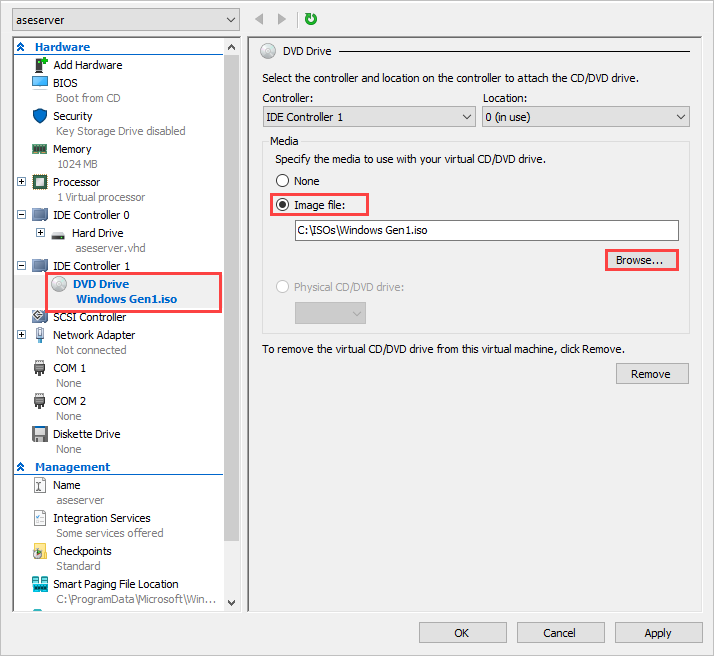 aseserver
Hardware
Add Hardware
BIOS
Boot from CD
Security
Key Storage Drive disabled
Memory
1024 MB
Processor
1 Virtual processor
IDE Controller 0
Hard Drive
aseserver.vhd
IDE Controller 1
DVD Drive
Windows Gen1.iso
SCSI Controller
Network Adapter
Not connected
COM 1
None
COM 2
None
Diskette Drive
None
Management
Name
aseserver
Integration Services
Some services offered
Checkpoints
Standard
Smart Paging File Location
C:\ProgramData\Microsoft\Win...
DVD Drive
Select the controller and location on the controller to attach the CD/DVD drive.
Controller: Location:
IDE Controller 1 0 (in use)
Media
Specify the media to use with your virtual CD/DVD drive.
None
Image file:
C:\ISOs\Windows Gen1.iso
Browse...
Physical CD/DVD drive:
To remove the virtual CD/DVD drive from this virtual machine, click Remove.
Remove
OK Cancel Apply